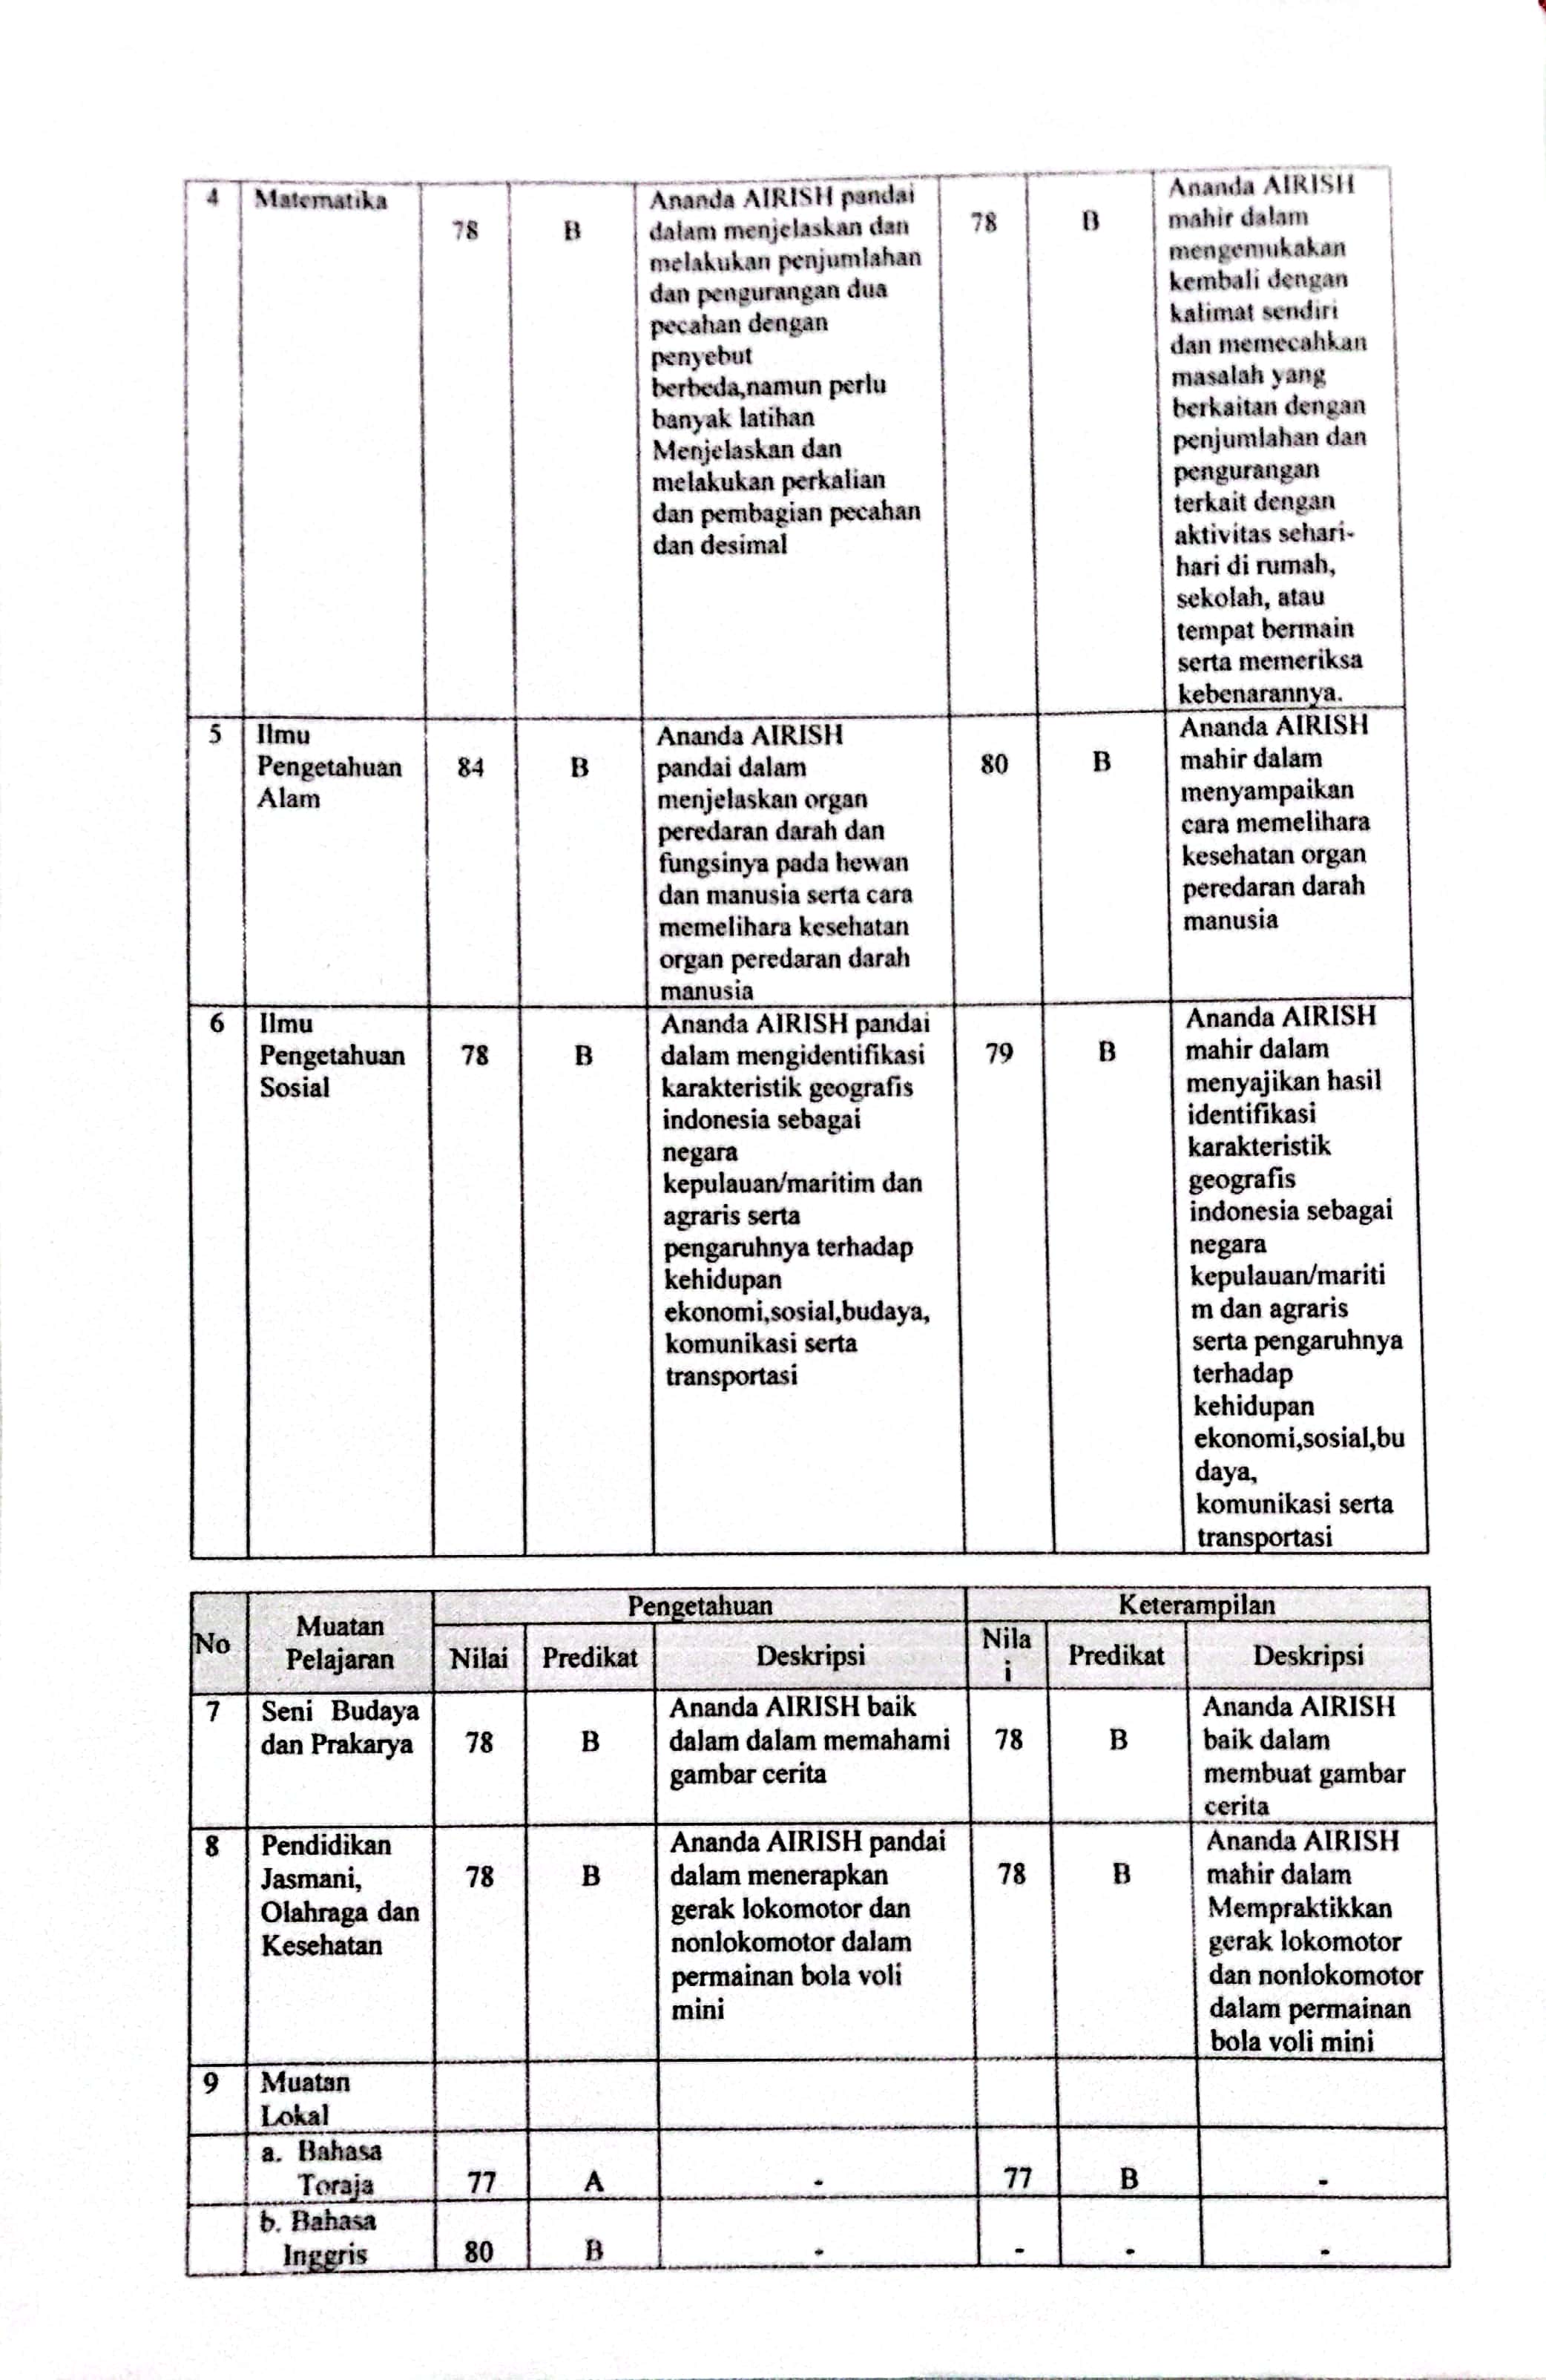 4 Matematika 78 B Ananda AIRISH pandai
dalam menjelaskan dan
melakukan penjumlahan
dan pengurangan dua
pecahan dengan
penyebut
berbeda,namun perlu
banyak latihan
Menjelaskan dan
melakukan perkalian
dan pembagian pecahan
dan desimal
78 B Ananda AIRISH
mahir dalam
mengemukakan
kembali dengan
kalimat sendiri
dan memecahkan
masalah yang
berkaitan dengan
penjumlahan dan
pengurangan
terkait dengan
aktivitas sehari-
hari di rumah,
sekolah, atau
tempat bermain
serta memeriksa
kebenarannya.
5 Ilmu
Pengetahuan
Alam
84 B Ananda AIRISH
pandai dalam
menjelaskan organ
peredaran darah dan
fungsinya pada hewan
dan manusia serta cara
memelihara kesehatan
organ peredaran darah
manusia
80 B Ananda AIRISH
mahir dalam
menyampaikan
cara memelihara
kesehatan organ
peredaran darah
manusia
6 Ilmu
Pengetahuan
Sosial
78 B Ananda AIRISH pandai
dalam mengidentifikasi
karakteristik geografis
indonesia sebagai
negara
kepulauan/maritim dan
agraris serta
pengaruhnya terhadap
kehidupan
ekonomi,sosial,budaya,
komunikasi serta
transportasi
79 B Ananda AIRISH
mahir dalam
menyajikan hasil
identifikasi
karakteristik
geografis
indonesia sebagai
negara
kepulauan/mariti
m dan agraris
serta pengaruhnya
terhadap
kehidupan
ekonomi,sosial,bu
daya,
komunikasi serta
transportasi
No Muatan
Pelajaran
Pengetahuan Keterampilan
Nilai Predikat Deskripsi Nila
i
Predikat Deskripsi
7 Seni Budaya
dan Prakarya
78 B Ananda AIRISH baik
dalam dalam memahami
gambar cerita
78 B Ananda AIRISH
baik dalam
membuat gambar
cerita
8 Pendidikan
Jasmani,
Olahraga dan
Kesehatan
78 B Ananda AIRISH pandai
dalam menerapkan
gerak lokomotor dan
nonlokomotor dalam
permainan bola voli
mini
78 B Ananda AIRISH
mahir dalam
Mempraktikkan
gerak lokomotor
dan nonlokomotor
dalam permainan
bola voli mini
9 Muatan
Lokal
a. Bahasa
Toraja 77 A - 77 B -
b. Bahasa
Inggris 80 B - - - -